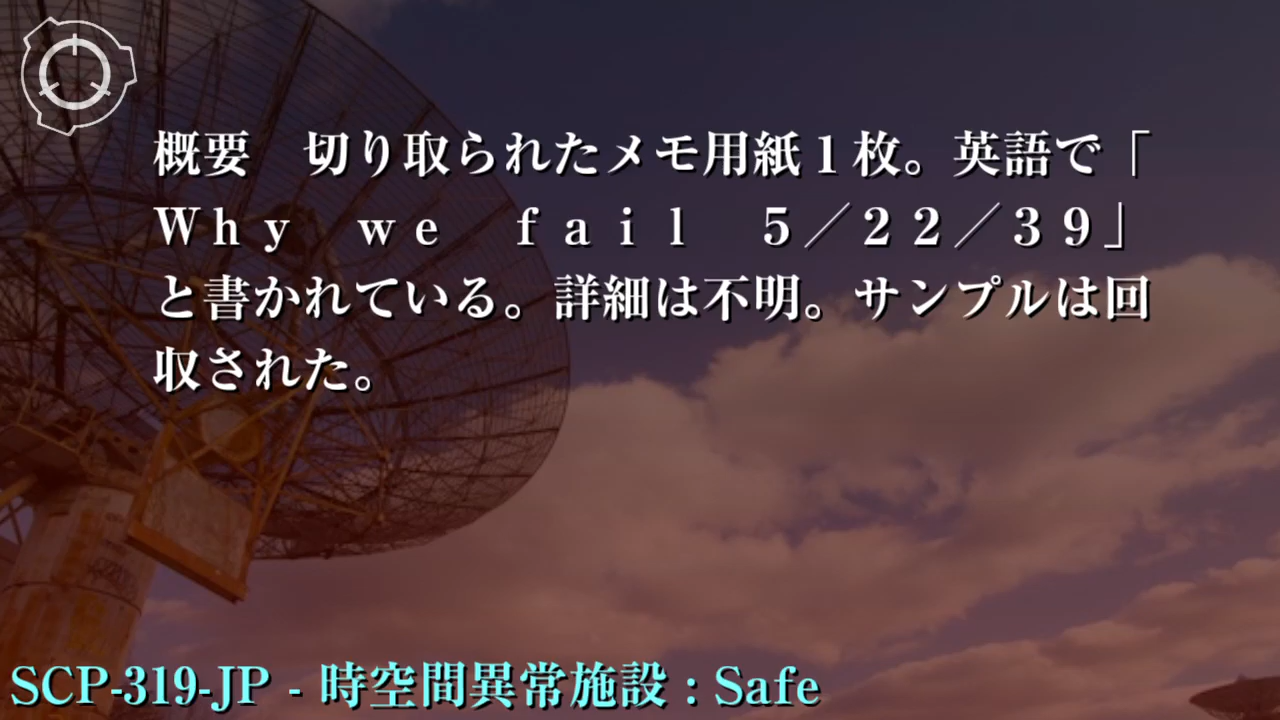 概要　切り取られたメモ用紙１枚。英語で「
Ｗｈｙ　ｗｅ　ｆａｉｌ　５／２２／３９」
と書かれている。詳細は不明。サンプルは回
収された。
SCP-319-JP - 時空間異常施設 : Safe